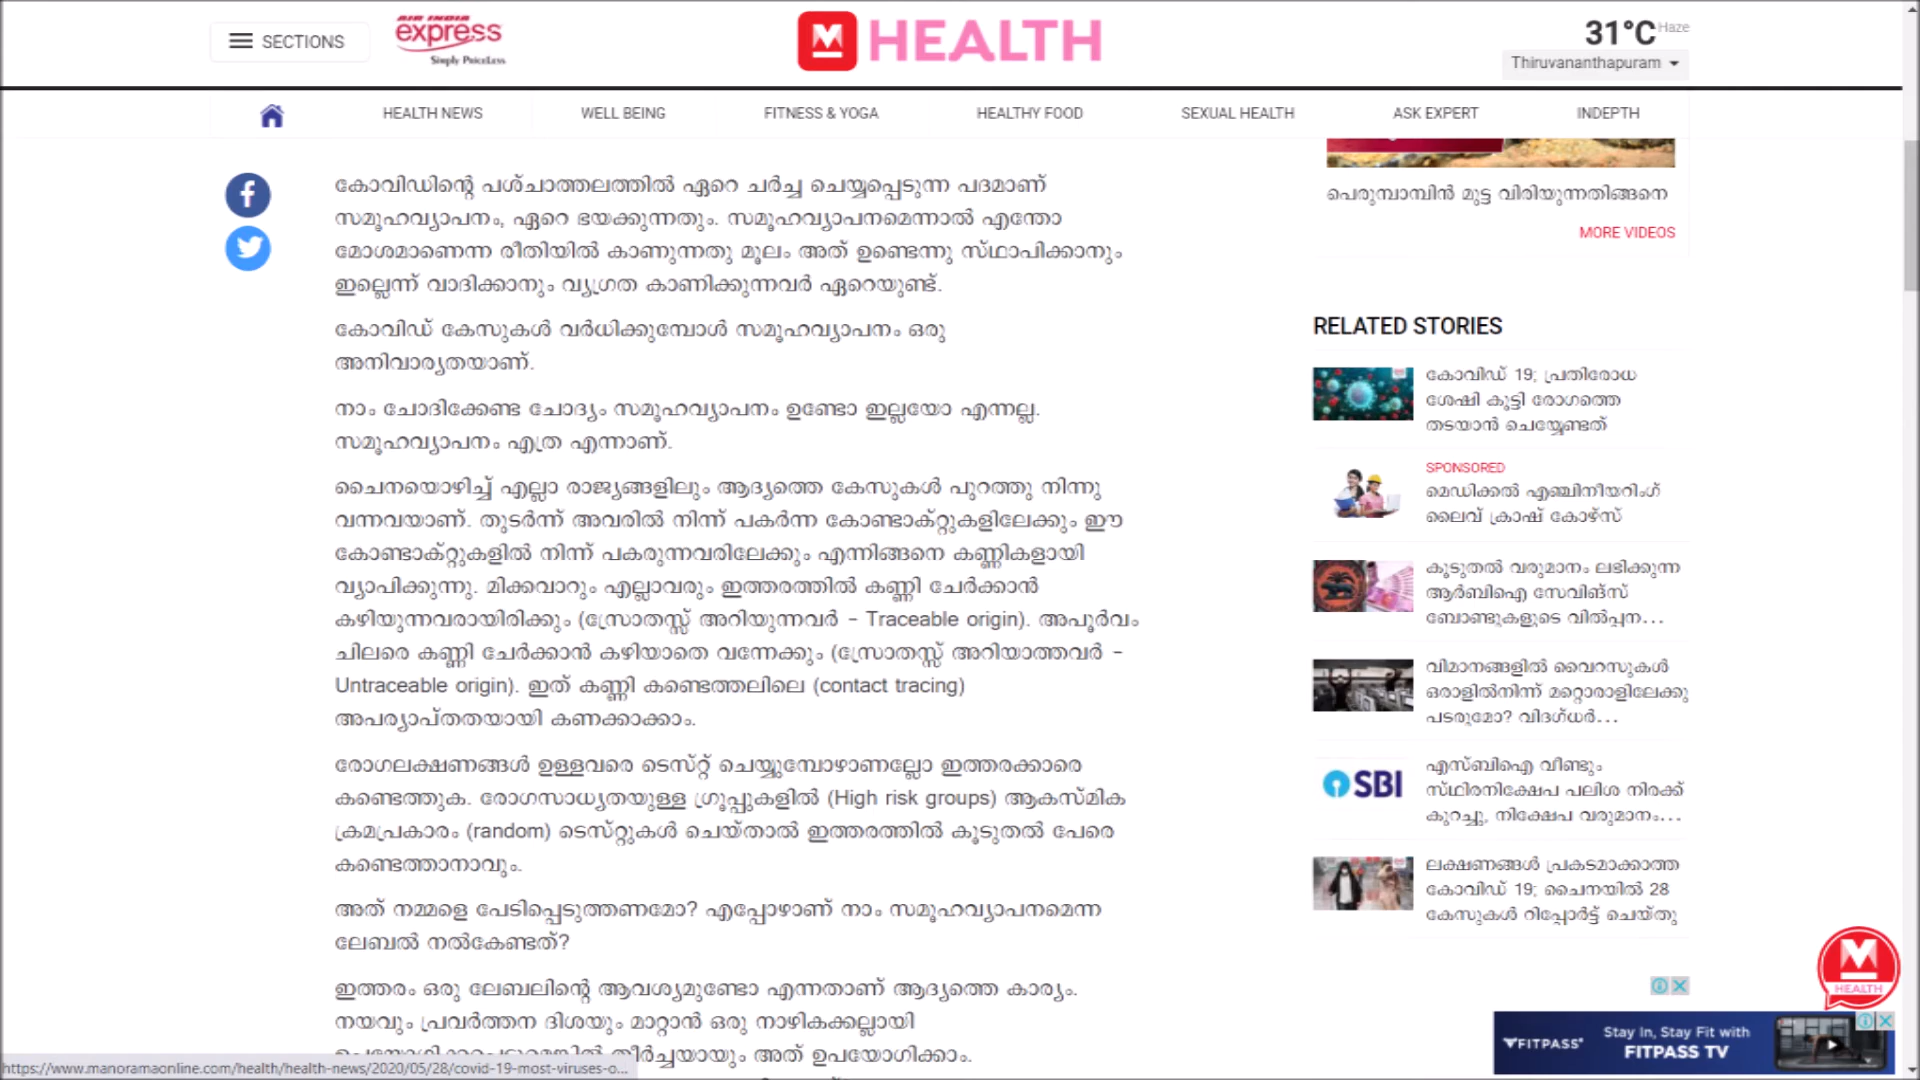 SECTIONS
AIR INDIA
express
Simply Priceless
M HEALTH
31°C Haze
Thiruvananthapuram
HEALTH NEWS
WELL BEING
FITNESS & YOGA
HEALTHY FOOD
SEXUAL HEALTH
ASK EXPERT
INDEPTH
കോവിഡിന്റെ പശ്ചാത്തലത്തിൽ ഏറെ ചർച്ച ചെയ്യപ്പെടുന്ന പദമാണ്
സമൂഹവ്യാപനം, ഏറെ ഭയക്കുന്നതും. സമൂഹവ്യാപനമെന്നാൽ എന്തോ
മോശമാണെന്ന രീതിയിൽ കാണുന്നതു മൂലം അത് ഉണ്ടെന്നു സ്ഥാപിക്കാനും
ഇല്ലെന്ന് വാദിക്കാനും വ്യഗ്രത കാണിക്കുന്നവർ ഏറെയുണ്ട്.
കോവിഡ് കേസുകൾ വർധിക്കുമ്പോൾ സമൂഹവ്യാപനം ഒരു
അനിവാര്യതയാണ്.
നാം ചോദിക്കേണ്ട ചോദ്യം സമൂഹവ്യാപനം ഉണ്ടോ ഇല്ലയോ എന്നല്ല.
സമൂഹവ്യാപനം എത്ര എന്നാണ്.
ചൈനയൊഴിച്ച് എല്ലാ രാജ്യങ്ങളിലും ആദ്യത്തെ കേസുകൾ പുറത്തു നിന്നു
വന്നവയാണ്. തുടർന്ന് അവരിൽ നിന്ന് പകർന്ന കോണ്ടാക്റ്റുകളിലേക്കും ഈ
കോണ്ടാക്റ്റുകളിൽ നിന്ന് പകരുന്നവരിലേക്കും എന്നിങ്ങനെ കണ്ണികളായി
വ്യാപിക്കുന്നു. മിക്കവാറും എല്ലാവരും ഇത്തരത്തിൽ കണ്ണി ചേർക്കാൻ
കഴിയുന്നവരായിരിക്കും (സ്രോതസ്സ് അറിയുന്നവർ – Traceable origin). അപൂർവം
ചിലരെ കണ്ണി ചേർക്കാൻ കഴിയാതെ വന്നേക്കും (സ്രോതസ്സ് അറിയാത്തവർ –
Untraceable origin). ഇത് കണ്ണി കണ്ടെത്തലിലെ (contact tracing)
അപര്യാപ്തതയായി കണക്കാക്കാം.
രോഗലക്ഷണങ്ങൾ ഉള്ളവരെ ടെസ്റ്റ് ചെയ്യുമ്പോഴാണല്ലോ ഇത്തരക്കാരെ
കണ്ടെത്തുക. രോഗസാധ്യതയുള്ള ഗ്രൂപ്പുകളിൽ (High risk groups) ആകസ്മിക
ക്രമപ്രകാരം (random) ടെസ്റ്റുകൾ ചെയ്താൽ ഇത്തരത്തിൽ കൂടുതൽ പേരെ
കണ്ടെത്താനാവും.
അത് നമ്മളെ പേടിപ്പെടുത്തണമോ? എപ്പോഴാണ് നാം സമൂഹവ്യാപനമെന്ന
ലേബൽ നൽകേണ്ടത്?
ഇത്തരം ഒരു ലേബലിന്റെ ആവശ്യമുണ്ടോ എന്നതാണ് ആദ്യത്തെ കാര്യം.
നയവും പ്രവർത്തന ദിശയും മാറ്റാൻ ഒരു നാഴികക്കല്ലായി
ഉപയോഗിക്കപ്പെടുമെങ്കിൽ തീർച്ചയായും അത് ഉപയോഗിക്കാം.
https://www.manoramaonline.com/health/health-news/2020/05/28/covid-19-most-viruses-o...
പെരുമ്പാമ്പിൻ മുട്ട വിരിയുന്നതിങ്ങനെ
MORE VIDEOS
RELATED STORIES
കോവിഡ് 19; പ്രതിരോധ
ശേഷി കൂട്ടി രോഗത്തെ
തടയാൻ ചെയ്യേണ്ടത്
SPONSORED
മെഡിക്കൽ എഞ്ചിനീയറിംഗ്
ലൈവ് ക്രാഷ് കോഴ്സ്
കൂടുതൽ വരുമാനം ലഭിക്കുന്ന
ആർബിഐ സേവിങ്സ്
ബോണ്ടുകളുടെ വിൽപ്പന...
വിമാനങ്ങളിൽ വൈറസുകൾ
ഒരാളിൽനിന്ന് മറ്റൊരാളിലേക്കു
പടരുമോ? വിദഗ്ധർ...
SBI
എസ്ബിഐ വീണ്ടും
സ്ഥിരനിക്ഷേപ പലിശ നിരക്ക്
കുറച്ചു, നിക്ഷേപ വരുമാനം...
ലക്ഷണങ്ങൾ പ്രകടമാക്കാത്ത
കോവിഡ് 19; ചൈനയിൽ 28
കേസുകൾ റിപ്പോർട്ട് ചെയ്തു
M
HEALTH
FITPASS
Stay In, Stay Fit with
FITPASS TV